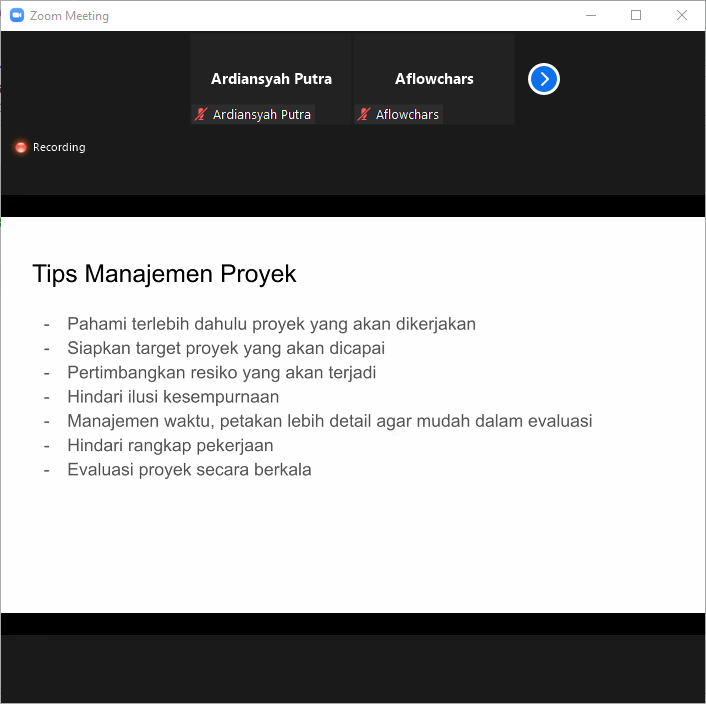 Zoom Meeting
Ardiansyah Putra
Aflowchars
Ardiansyah Putra
Aflowchars
Recording
Tips Manajemen Proyek
- Pahami terlebih dahulu proyek yang akan dikerjakan
- Siapkan target proyek yang akan dicapai
- Pertimbangkan resiko yang akan terjadi
- Hindari ilusi kesempurnaan
- Manajemen waktu, petakan lebih detail agar mudah dalam evaluasi
- Hindari rangkap pekerjaan
- Evaluasi proyek secara berkala